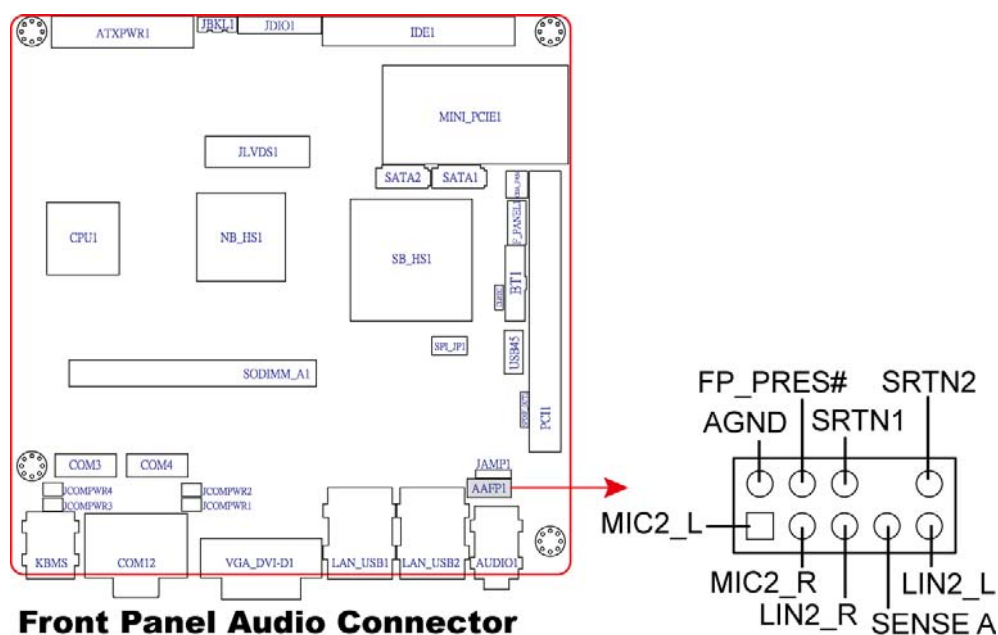 ATXPWR1
JBKL1
JDIO1
IDE1
MINI_PCIE1
JLVDS1
SATA2
SATA1
CPU1
NB_HS1
SB_HS1
F_PANEL1
BT1
SPI_JP1
USB45
SODIMM_A1
PCI1
COM3
COM4
JAMP1
AAFP1
JCOMPWR4
JCOMPWR2
JCOMPWR3
JCOMPWR1
KBMS
COM12
VGA_DVI-D1
LAN_USB1
LAN_USB2
AUDIO1
FP_PRES#
SRTN2
AGND
SRTN1
MIC2_L
MIC2_R
LIN2_L
LIN2_R
SENSE A
Front Panel Audio Connector